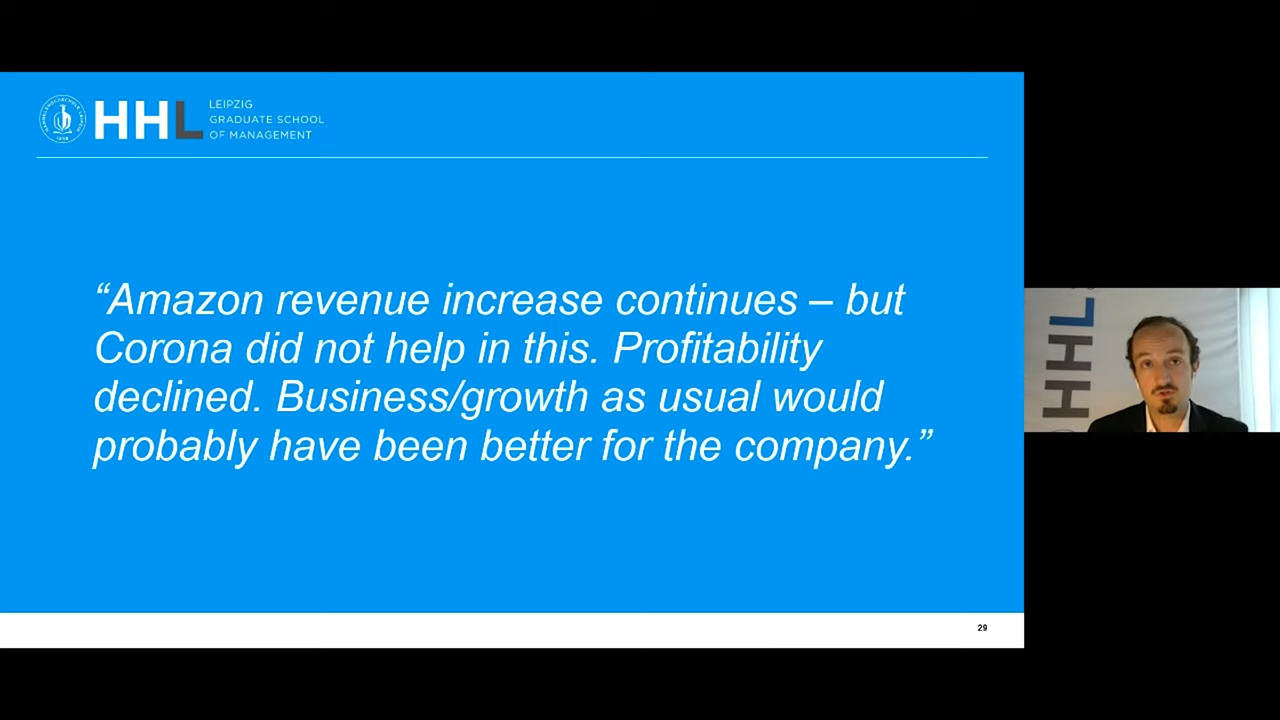 HHL
LEIPZIG
GRADUATE SCHOOL
OF MANAGEMENT
“Amazon revenue increase continues – but
Corona did not help in this. Profitability
declined. Business/growth as usual would
probably have been better for the company.”
29
HHL